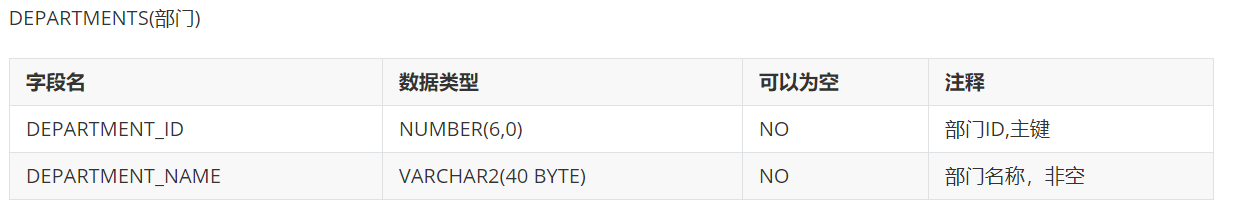 DEPARTMENTS(部门)
字段名 数据类型 可以为空 注释
DEPARTMENT_ID NUMBER(6,0) NO 部门ID,主键
DEPARTMENT_NAME VARCHAR2(40 BYTE) NO 部门名称，非空